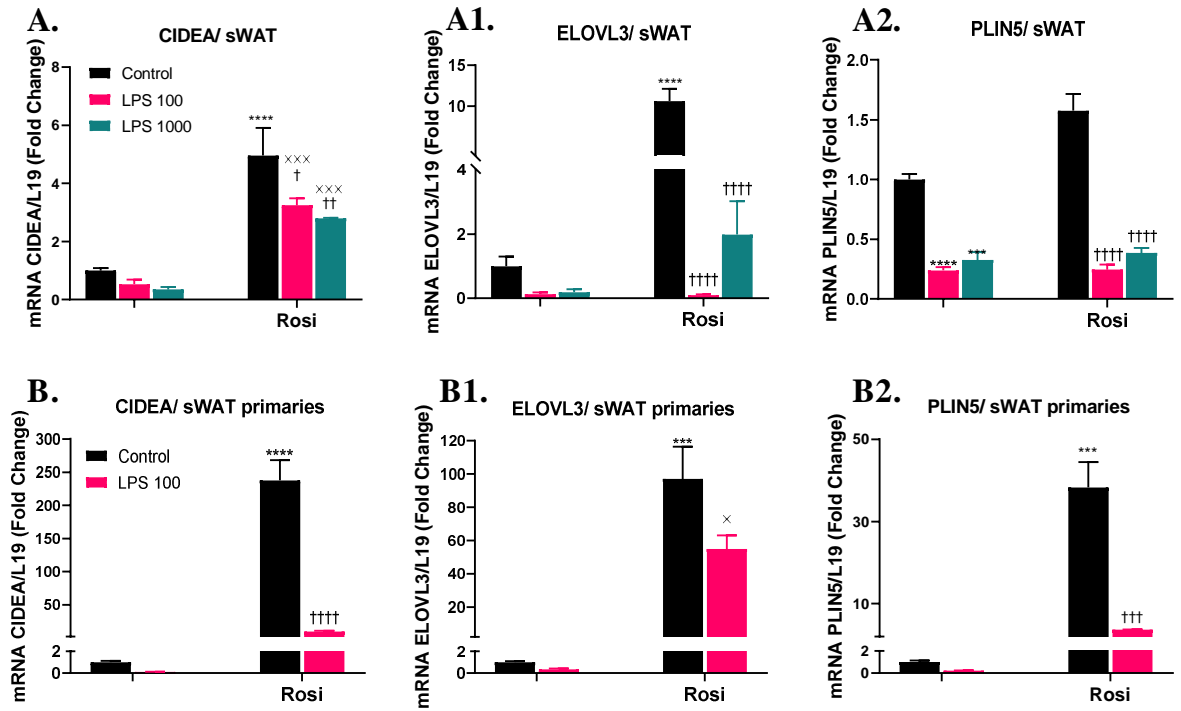 A.
CIDEA/ sWAT
mRNA CIDEA/L19 (Fold Change)
8
6
4
2
0
Control
LPS 100
LPS 1000
****
×××
†
×××
††
Rosi
A1.
ELOVL3/ sWAT
mRNA ELOVL3/L19 (Fold Change)
15
10
4
2
0
****
††††
††††
Rosi
A2.
PLIN5/ sWAT
mRNA PLIN5/L19 (Fold Change)
2.0
1.5
1.0
0.5
0.0
****
***
††††
††††
Rosi
B.
CIDEA/ sWAT primaries
mRNA CIDEA/L19 (Fold Change)
300
250
200
150
100
50
2
0
Control
LPS 100
****
††††
Rosi
B1.
ELOVL3/ sWAT primaries
mRNA ELOVL3/L19 (Fold Change)
120
100
80
60
40
20
2
0
***
×
Rosi
B2.
PLIN5/ sWAT primaries
mRNA PLIN5/L19 (Fold Change)
50
30
10
2
0
***
†††
Rosi